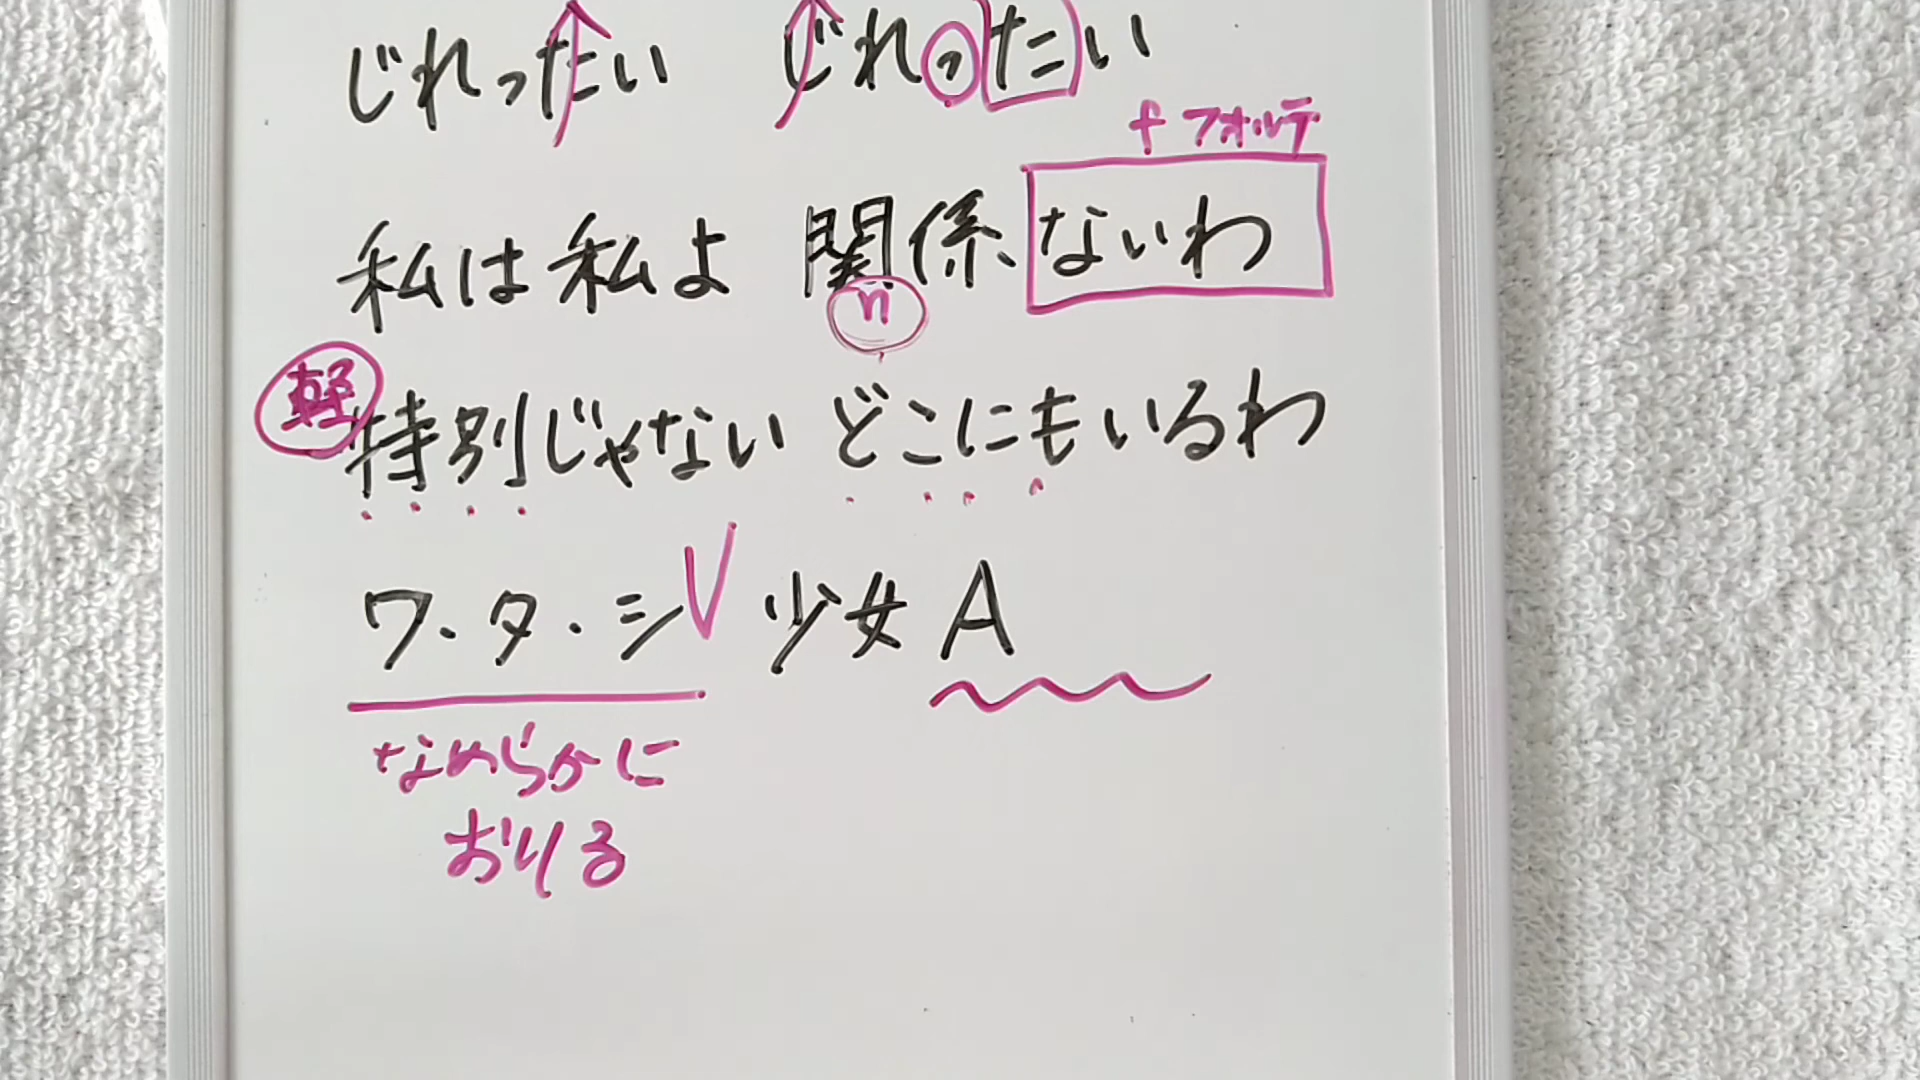 じれったい じれったい
f フォルテ
私は私よ 関係ないわ
n
軽
特別じゃない どこにもいるわ
ワ・タ・シV 少女A
なめらかに
おりる